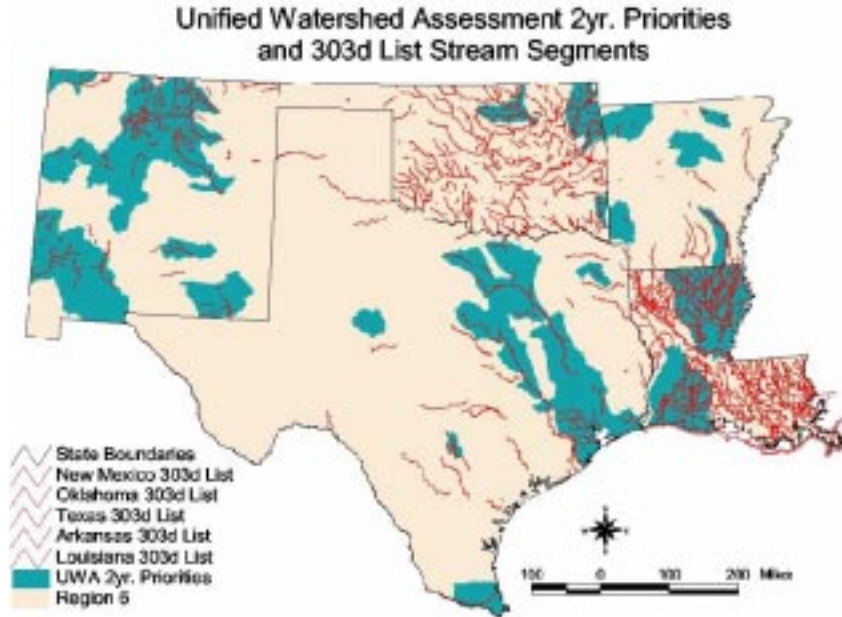 Unified Watershed Assessment 2yr. Priorities
and 303d List Stream Segments
State Boundaries
New Mexico 303d List
Oklahoma 303d List
Texas 303d List
Arkansas 303d List
Louisiana 303d List
UWA 2yr. Priorities
Region 6
100 0 100 200 Miles